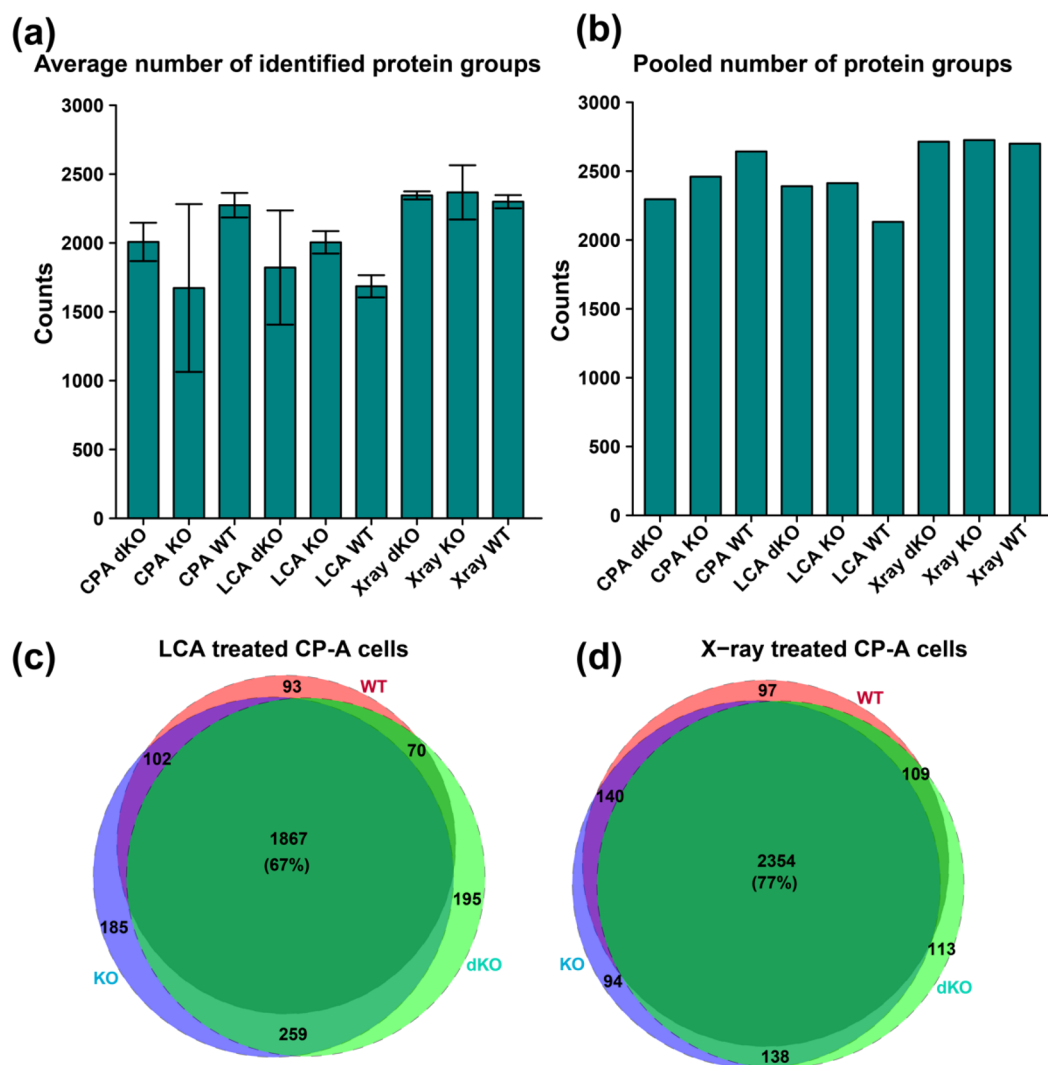 (a)
Average number of identified protein groups
Counts
3000
2500
2000
1500
1000
500
0
CPA dKO
CPA KO
CPA WT
LCA dKO
LCA KO
LCA WT
Xray dKO
Xray KO
Xray WT
(b)
Pooled number of protein groups
Counts
3000
2500
2000
1500
1000
500
0
CPA dKO
CPA KO
CPA WT
LCA dKO
LCA KO
LCA WT
Xray dKO
Xray KO
Xray WT
(c)
LCA treated CP-A cells
93
WT
102
70
1867
(67%)
185
195
KO
dKO
259
(d)
X−ray treated CP-A cells
97
WT
140
109
2354
(77%)
KO
94
113
dKO
138